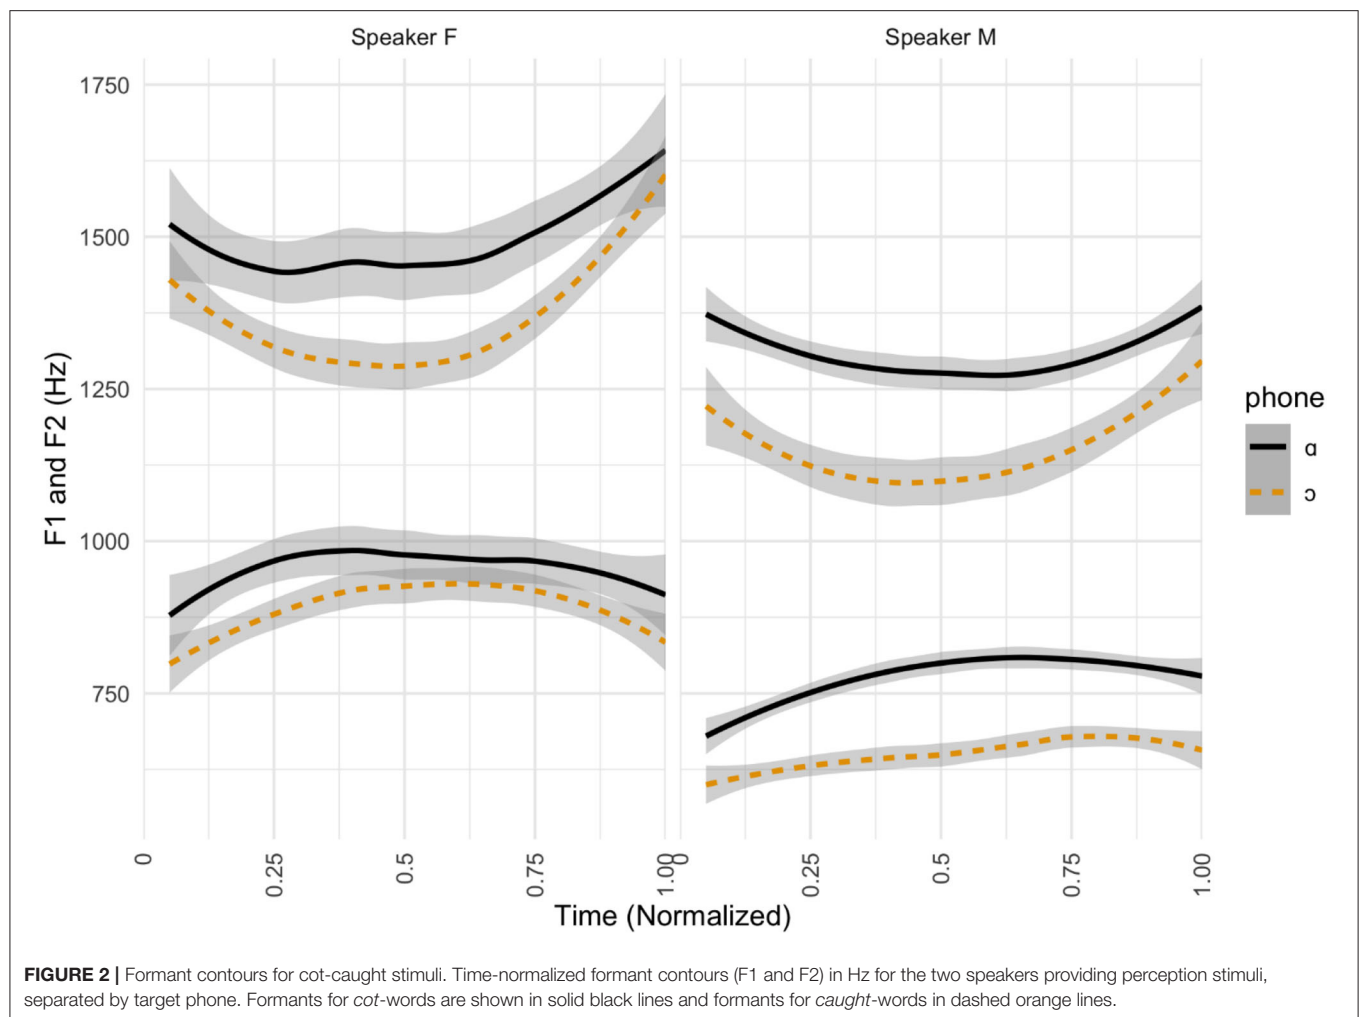 Speaker F
Speaker M
1750
1500
1250
1000
750
F1 and F2 (Hz)
0
0.25
0.5
0.75
1.00
0
0.25
0.5
0.75
1.00
Time (Normalized)
phone
ɑ
ɔ
FIGURE 2 | Formant contours for cot-caught stimuli. Time-normalized formant contours (F1 and F2) in Hz for the two speakers providing perception stimuli,
separated by target phone. Formants for cot-words are shown in solid black lines and formants for caught-words in dashed orange lines.